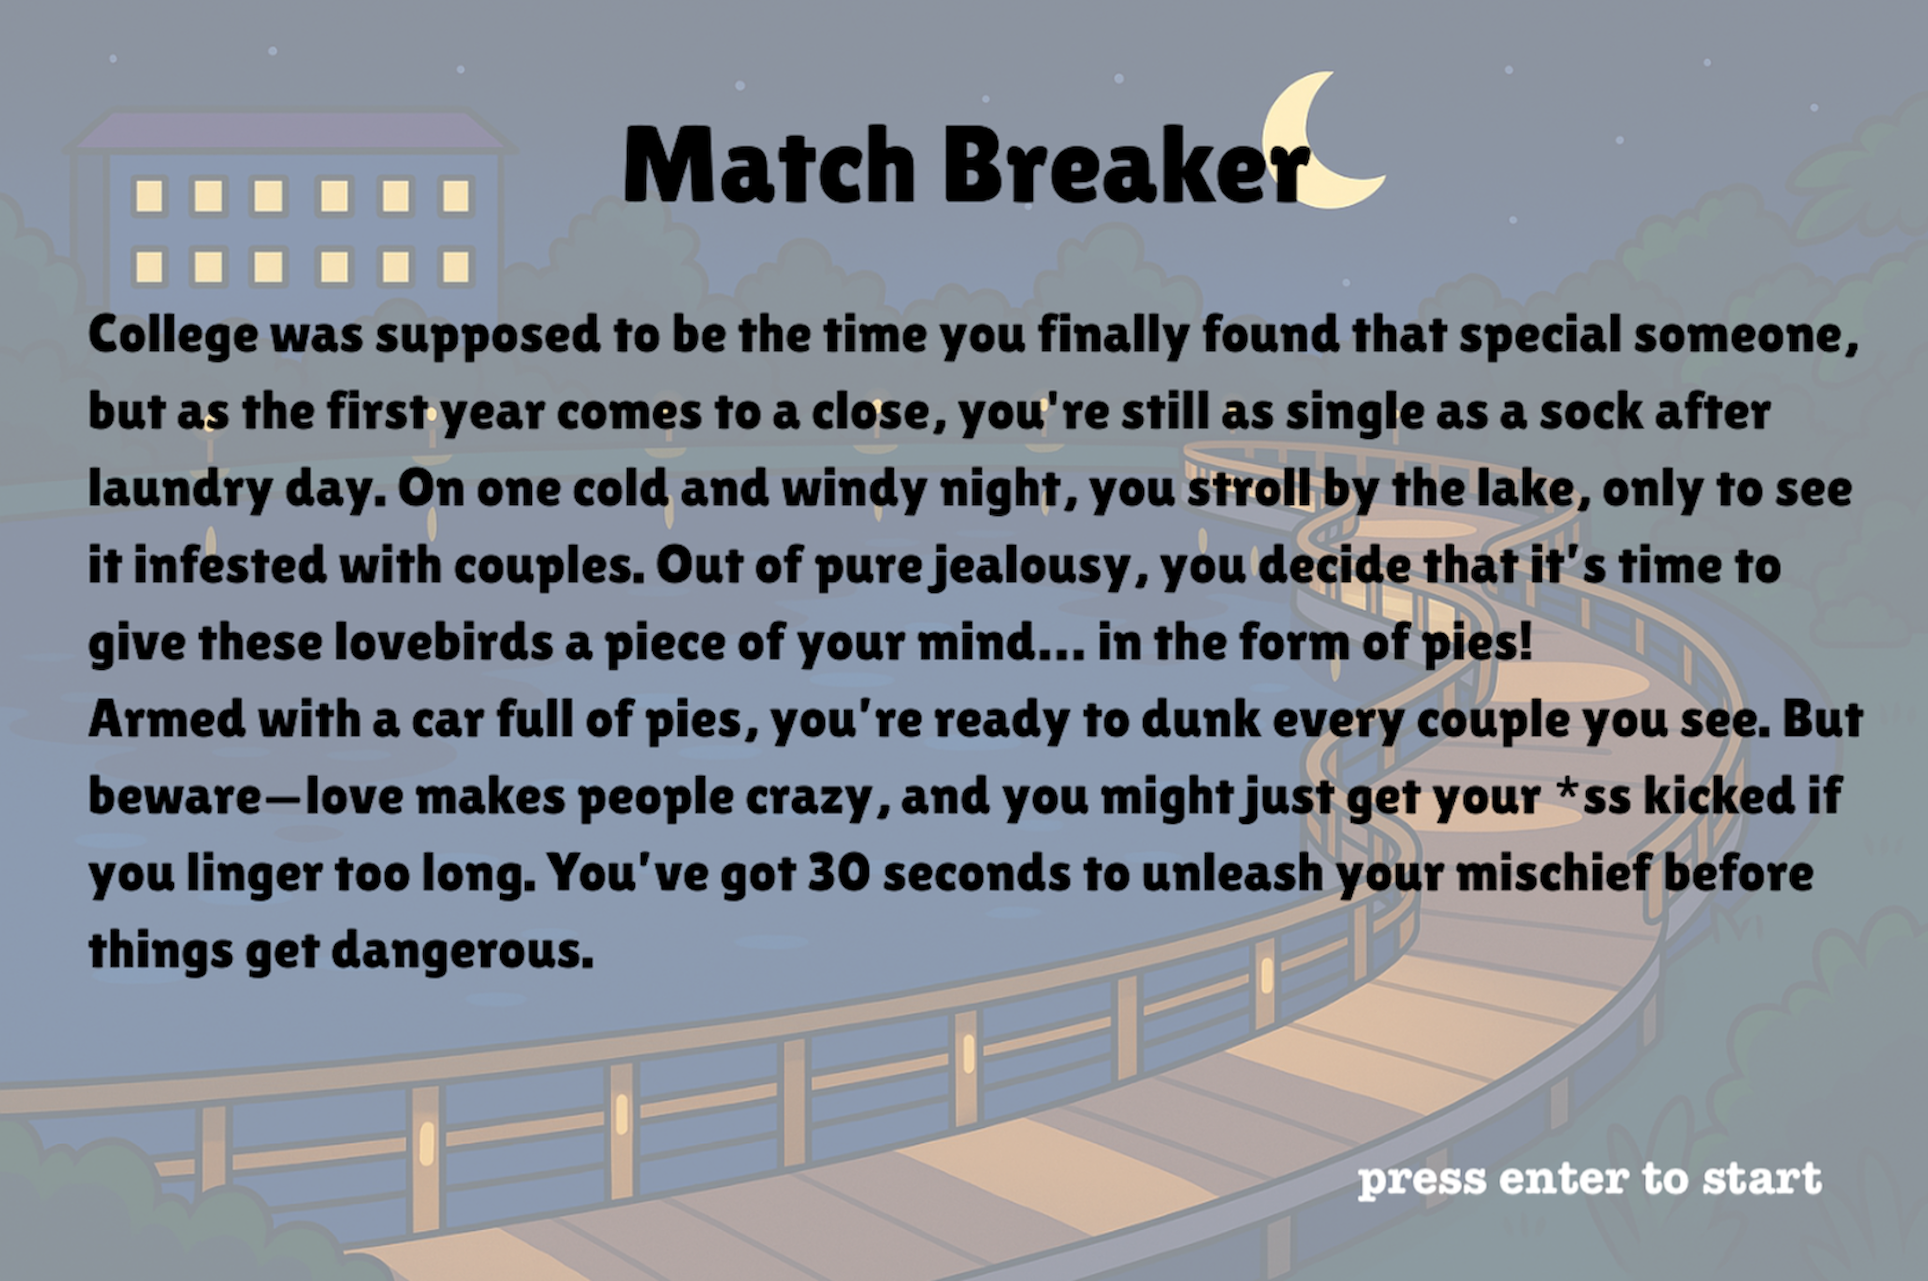 Match Breaker
College was supposed to be the time you finally found that special someone,
but as the first year comes to a close, you're still as single as a sock after
laundry day. On one cold and windy night, you stroll by the lake, only to see
it infested with couples. Out of pure jealousy, you decide that it's time to
give these lovebirds a piece of your mind... in the form of pies!
Armed with a car full of pies, you're ready to dunk every couple you see. But
beware—love makes people crazy, and you might just get your *ss kicked if
you linger too long. You've got 30 seconds to unleash your mischief before
things get dangerous.
press enter to start